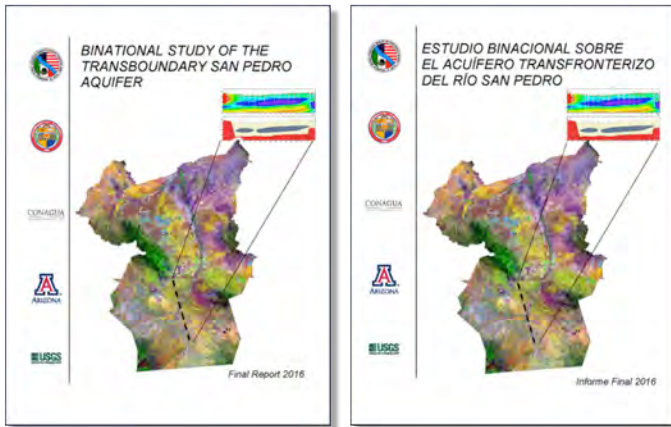 BINATIONAL STUDY OF THE
TRANSBOUNDARY SAN PEDRO
AQUIFER
CONAGUA
A
ARIZONA
USGS
Final Report 2016
ESTUDIO BINACIONAL SOBRE
EL ACUÍFERO TRANSFRONTERIZO
DEL RÍO SAN PEDRO
CONAGUA
A
ARIZONA
USGS
Informe Final 2016